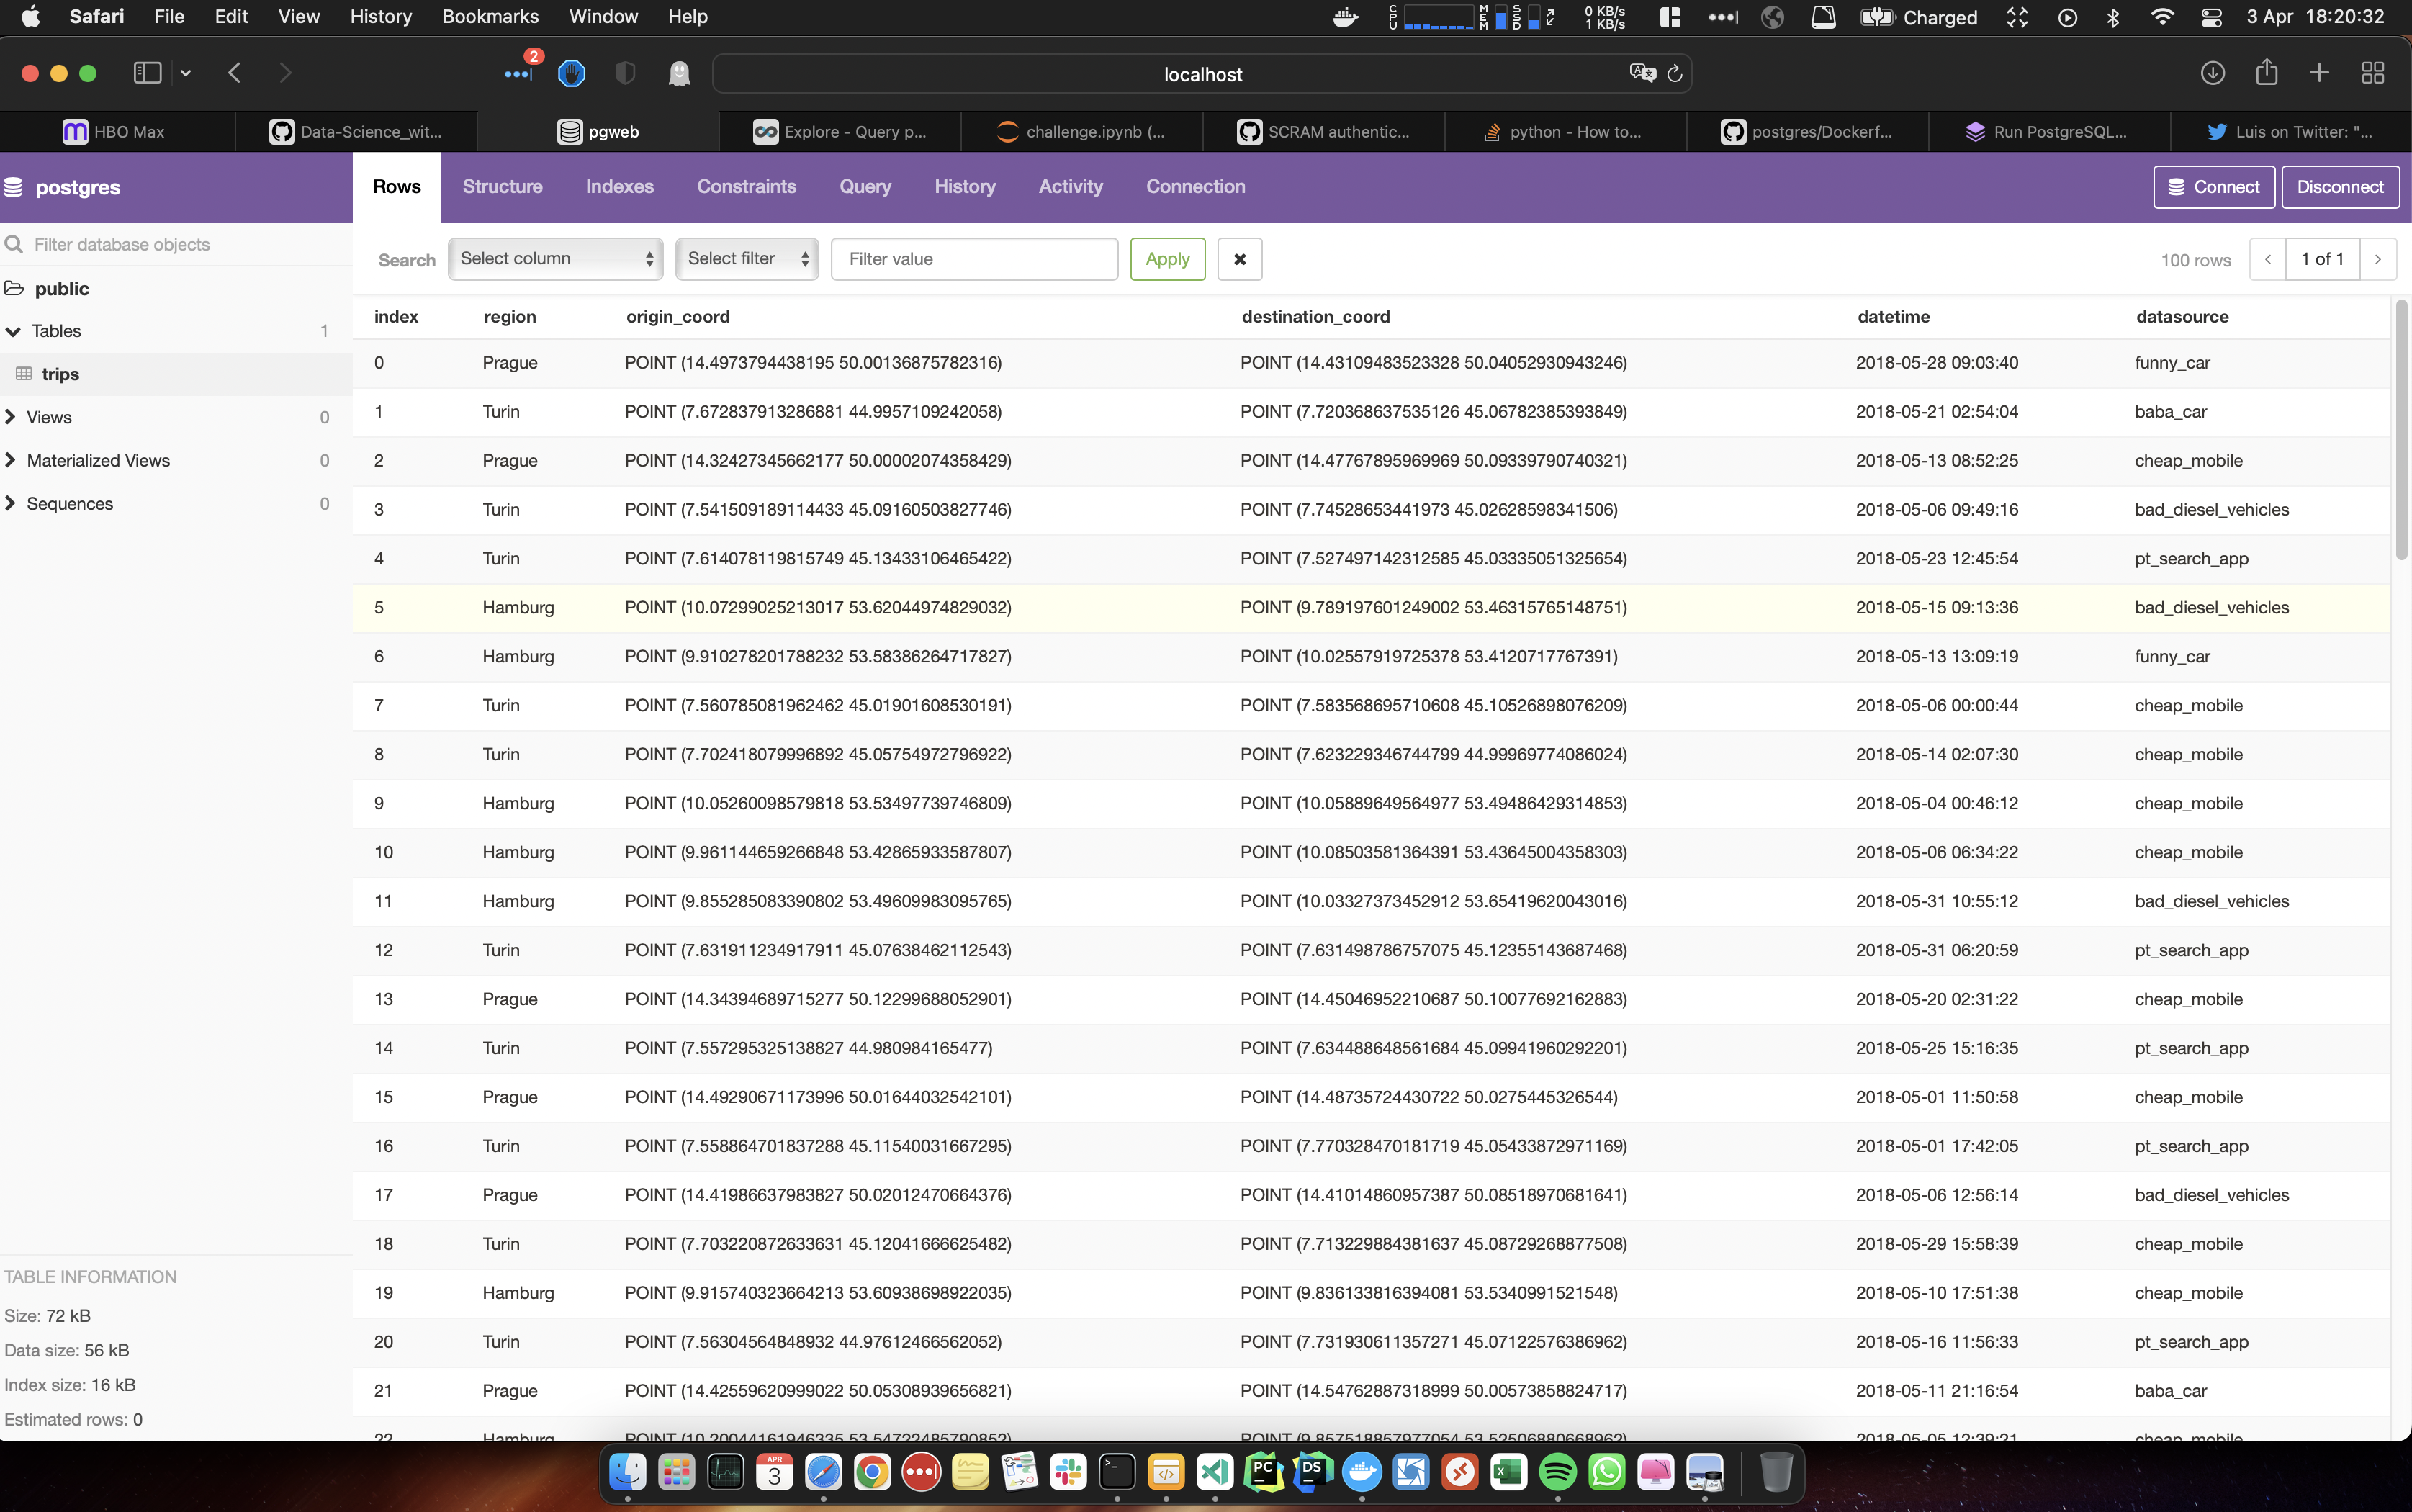 Safari File Edit View History Bookmarks Window Help CPU MEM SSD 0 KB/s 1 KB/s Charged 3 Apr 18:20:32
2 localhost
HBO Max Data-Science_wit... pgweb Explore - Query p... challenge.ipynb (... SCRAM authentic... python - How to... postgres/Dockerf... Run PostgreSQL... Luis on Twitter: "...
postgres Rows Structure Indexes Constraints Query History Activity Connection Connect Disconnect
Filter database objects
public
Tables 1
trips
Views 0
Materialized Views 0
Sequences 0
TABLE INFORMATION
Size: 72 kB
Data size: 56 kB
Index size: 16 kB
Estimated rows: 0
Search Select column Select filter Filter value Apply 100 rows 1 of 1
index region origin_coord destination_coord datetime datasource
0 Prague POINT (14.4973794438195 50.00136875782316) POINT (14.43109483523328 50.04052930943246) 2018-05-28 09:03:40 funny_car
1 Turin POINT (7.672837913286881 44.9957109242058) POINT (7.720368637535126 45.06782385393849) 2018-05-21 02:54:04 baba_car
2 Prague POINT (14.32427345662177 50.00002074358429) POINT (14.47767895969969 50.09339790740321) 2018-05-13 08:52:25 cheap_mobile
3 Turin POINT (7.541509189114433 45.09160503827746) POINT (7.74528653441973 45.02628598341506) 2018-05-06 09:49:16 bad_diesel_vehicles
4 Turin POINT (7.614078119815749 45.13433106465422) POINT (7.527497142312585 45.03335051325654) 2018-05-23 12:45:54 pt_search_app
5 Hamburg POINT (10.07299025213017 53.62044974829032) POINT (9.789197601249002 53.46315765148751) 2018-05-15 09:13:36 bad_diesel_vehicles
6 Hamburg POINT (9.910278201788232 53.58386264717827) POINT (10.02557919725378 53.4120717767391) 2018-05-13 13:09:19 funny_car
7 Turin POINT (7.560785081962462 45.01901608530191) POINT (7.583568695710608 45.10526898076209) 2018-05-06 00:00:44 cheap_mobile
8 Turin POINT (7.702418079996892 45.05754972796922) POINT (7.623229346744799 44.99969774086024) 2018-05-14 02:07:30 cheap_mobile
9 Hamburg POINT (10.05260098579818 53.53497739746809) POINT (10.05889649564977 53.49486429314853) 2018-05-04 00:46:12 cheap_mobile
10 Hamburg POINT (9.961144659266848 53.42865933587807) POINT (10.08503581364391 53.43645004358303) 2018-05-06 06:34:22 cheap_mobile
11 Hamburg POINT (9.855285083390802 53.49609983095765) POINT (10.03327373452912 53.65419620043016) 2018-05-31 10:55:12 bad_diesel_vehicles
12 Turin POINT (7.631911234917911 45.07638462112543) POINT (7.631498786757075 45.12355143687468) 2018-05-31 06:20:59 pt_search_app
13 Prague POINT (14.34394689715277 50.12299688052901) POINT (14.45046952210687 50.10077692162883) 2018-05-20 02:31:22 cheap_mobile
14 Turin POINT (7.557295325138827 44.980984165477) POINT (7.634488648561684 45.09941960292201) 2018-05-25 15:16:35 pt_search_app
15 Prague POINT (14.49290671173996 50.01644032542101) POINT (14.48735724430722 50.0275445326544) 2018-05-01 11:50:58 cheap_mobile
16 Turin POINT (7.558864701837288 45.11540031667295) POINT (7.770328470181719 45.05433872971169) 2018-05-01 17:42:05 pt_search_app
17 Prague POINT (14.41986637983827 50.02012470664376) POINT (14.41014860957387 50.08518970681641) 2018-05-06 12:56:14 bad_diesel_vehicles
18 Turin POINT (7.703220872633631 45.12041666625482) POINT (7.713229884381637 45.08729268877508) 2018-05-29 15:58:39 cheap_mobile
19 Hamburg POINT (9.915740323664213 53.60938698922035) POINT (9.836133816394081 53.5340991521548) 2018-05-10 17:51:38 cheap_mobile
20 Turin POINT (7.56304564848932 44.97612466562052) POINT (7.731930611357271 45.07122576386962) 2018-05-16 11:56:33 pt_search_app
21 Prague POINT (14.42559620999022 50.05308939656821) POINT (14.54762887318999 50.00573858824717) 2018-05-11 21:16:54 baba_car
22 Hamburg POINT (10.20044161946335 53.54722485790852) POINT (9.857518857977054 53.52506880668962) 2018-05-05 12:39:21 cheap_mobile
APR 3 PC DS